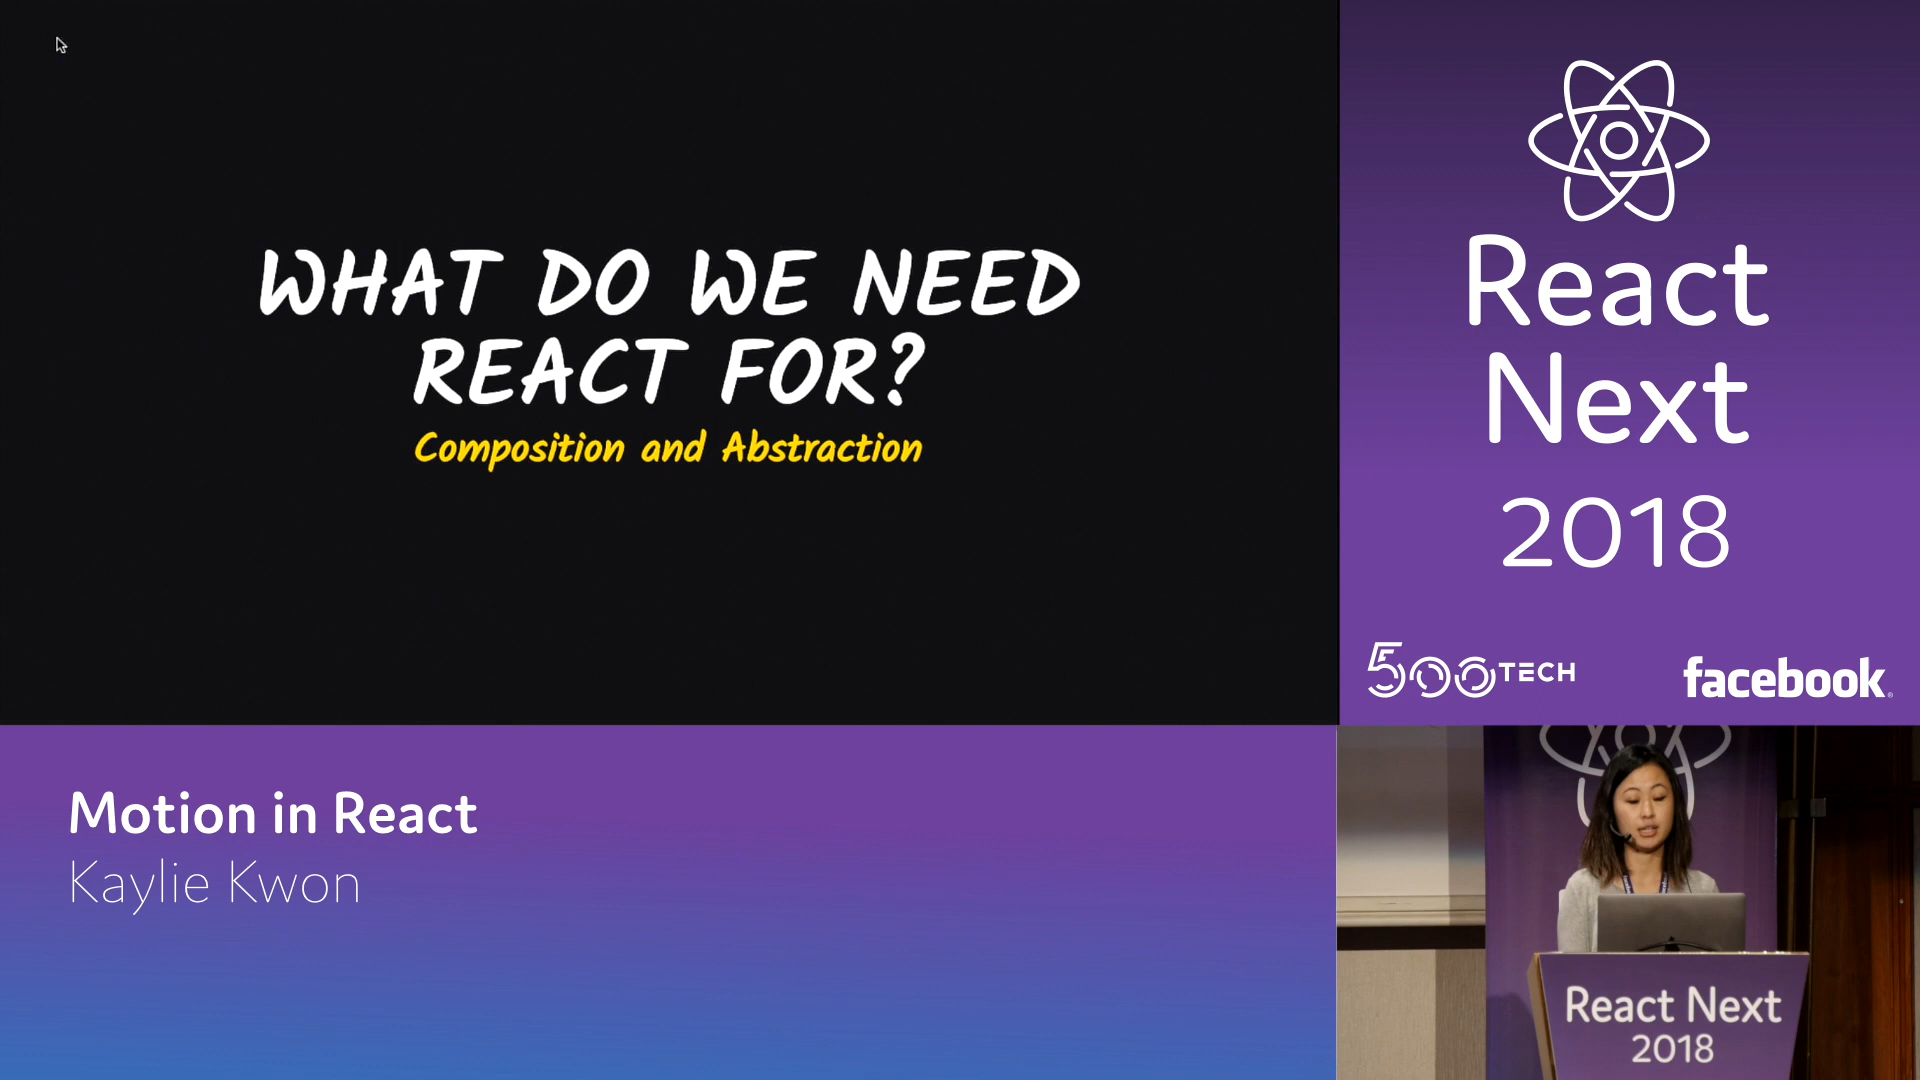 WHAT DO WE NEED
REACT FOR?
Composition and Abstraction
React
Next
2018
500TECH
facebook
Motion in React
Kaylie Kwon
React Next
2018